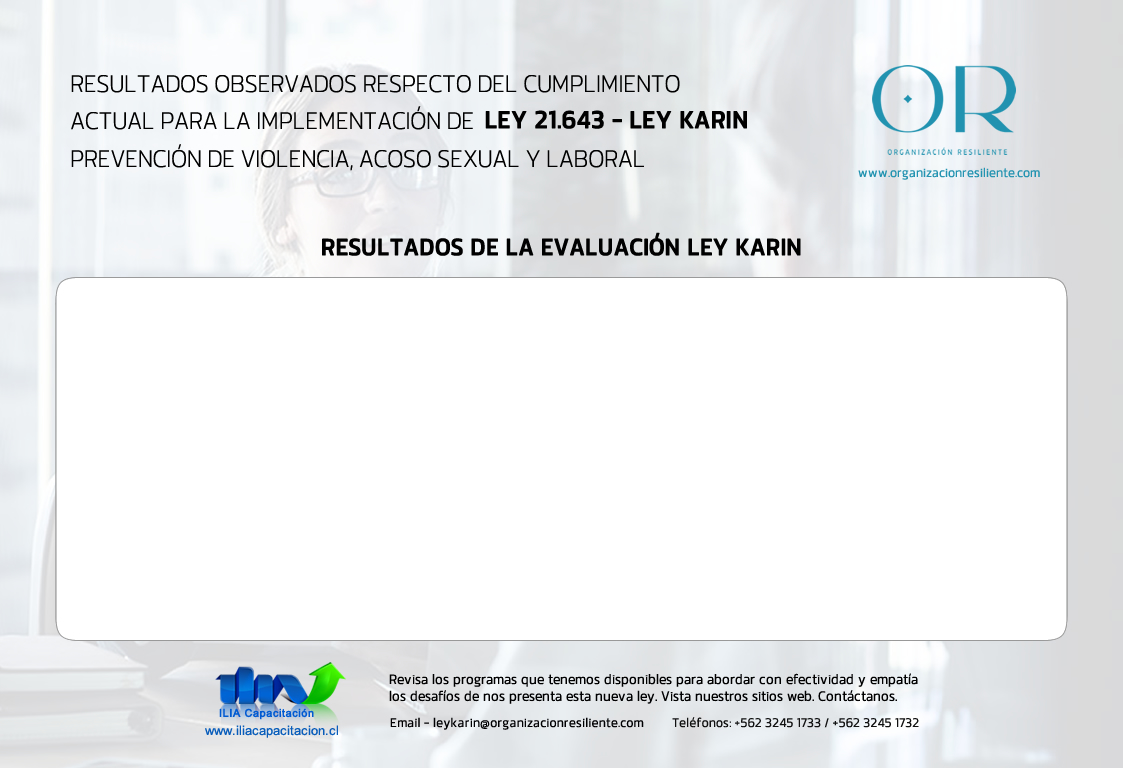 RESULTADOS OBSERVADOS RESPECTO DEL CUMPLIMIENTO
ACTUAL PARA LA IMPLEMENTACIÓN DE LEY 21.643 - LEY KARIN
PREVENCIÓN DE VIOLENCIA, ACOSO SEXUAL Y LABORAL
OR
ORGANIZACIÓN RESILIENTE
www.organizacionresiliente.com
RESULTADOS DE LA EVALUACIÓN LEY KARIN
ILIA Capacitación
www.iliacapacitacion.cl
Revisa los programas que tenemos disponibles para abordar con efectividad y empatía
los desafíos de nos presenta esta nueva ley. Vista nuestros sitios web. Contáctanos.
Email - leykarin@organizacionresiliente.com Teléfonos: +562 3245 1733 / +562 3245 1732